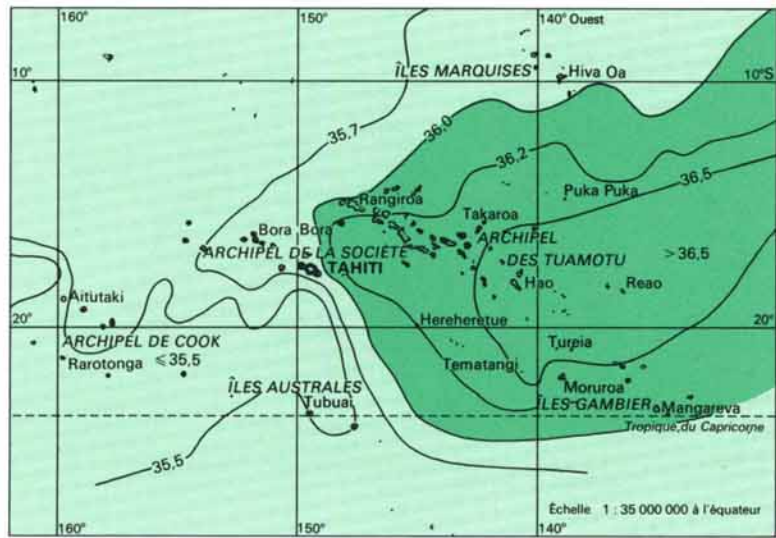 160°
150°
140° Ouest
ÎLES MARQUISES
Hiva Oa
10°
10°S
35,7
36,0
36,2
36,5
Puka Puka
Rangiroa
Takaroa
Bora Bora
ARCHIPEL DE LA SOCIÉTÉ
ARCHIPEL
DES TUAMOTU
> 36,5
TAHITI
Hao
Reao
Aitutaki
Hereheretue
20°
ARCHIPEL DE COOK
Tureia
Rarotonga
≤ 35,5
Tematangi
ÎLES AUSTRALES
Moruroa
Tubuai
ÎLES GAMBIER
Mangareva
Tropique du Capricorne
35,5
Échelle 1 : 35 000 000 à l'équateur
160°
150°
140°